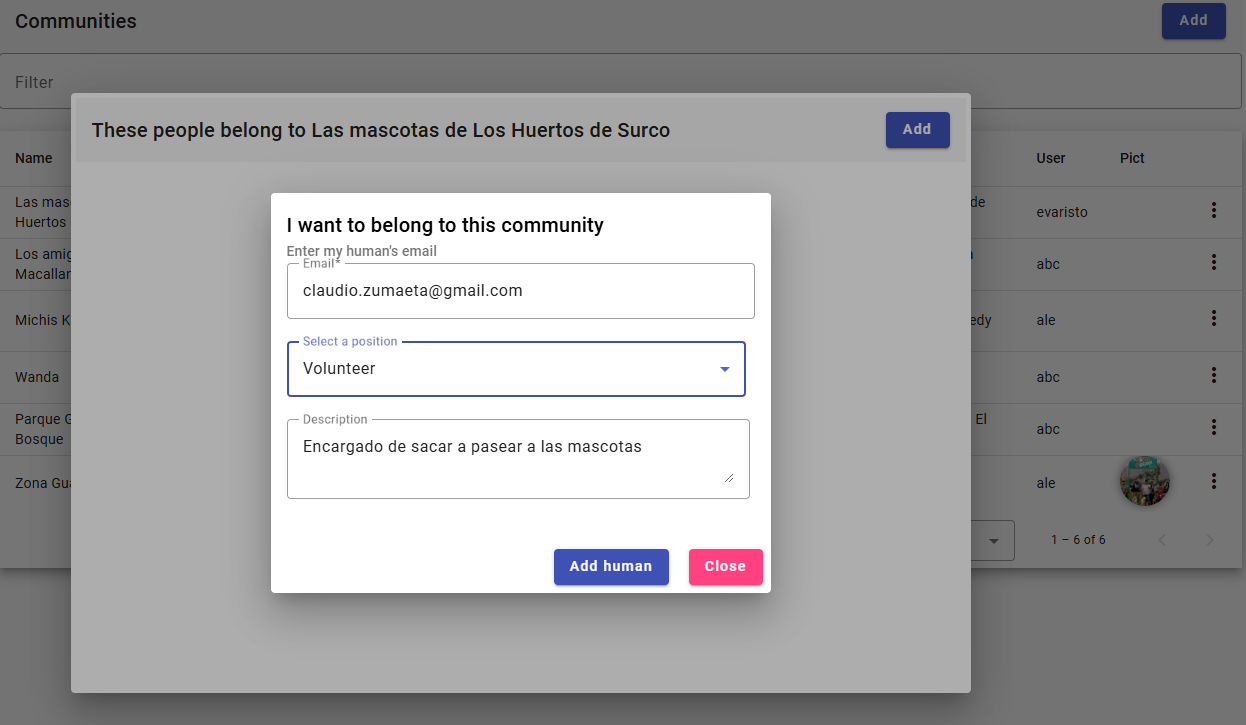 Communities
Add
Filter
These people belong to Las mascotas de Los Huertos de Surco
Add
Name
User
Pict
I want to belong to this community
Enter my human's email
Email*
claudio.zumaeta@gmail.com
Select a position
Volunteer
Description
Encargado de sacar a pasear a las mascotas
Add human
Close
Las mas
Huertos
de
evaristo
Los amig
Macallan
abc
Michis K
edy
ale
Wanda
abc
Parque G
Bosque
El
abc
Zona Gua
ale
1 – 6 of 6